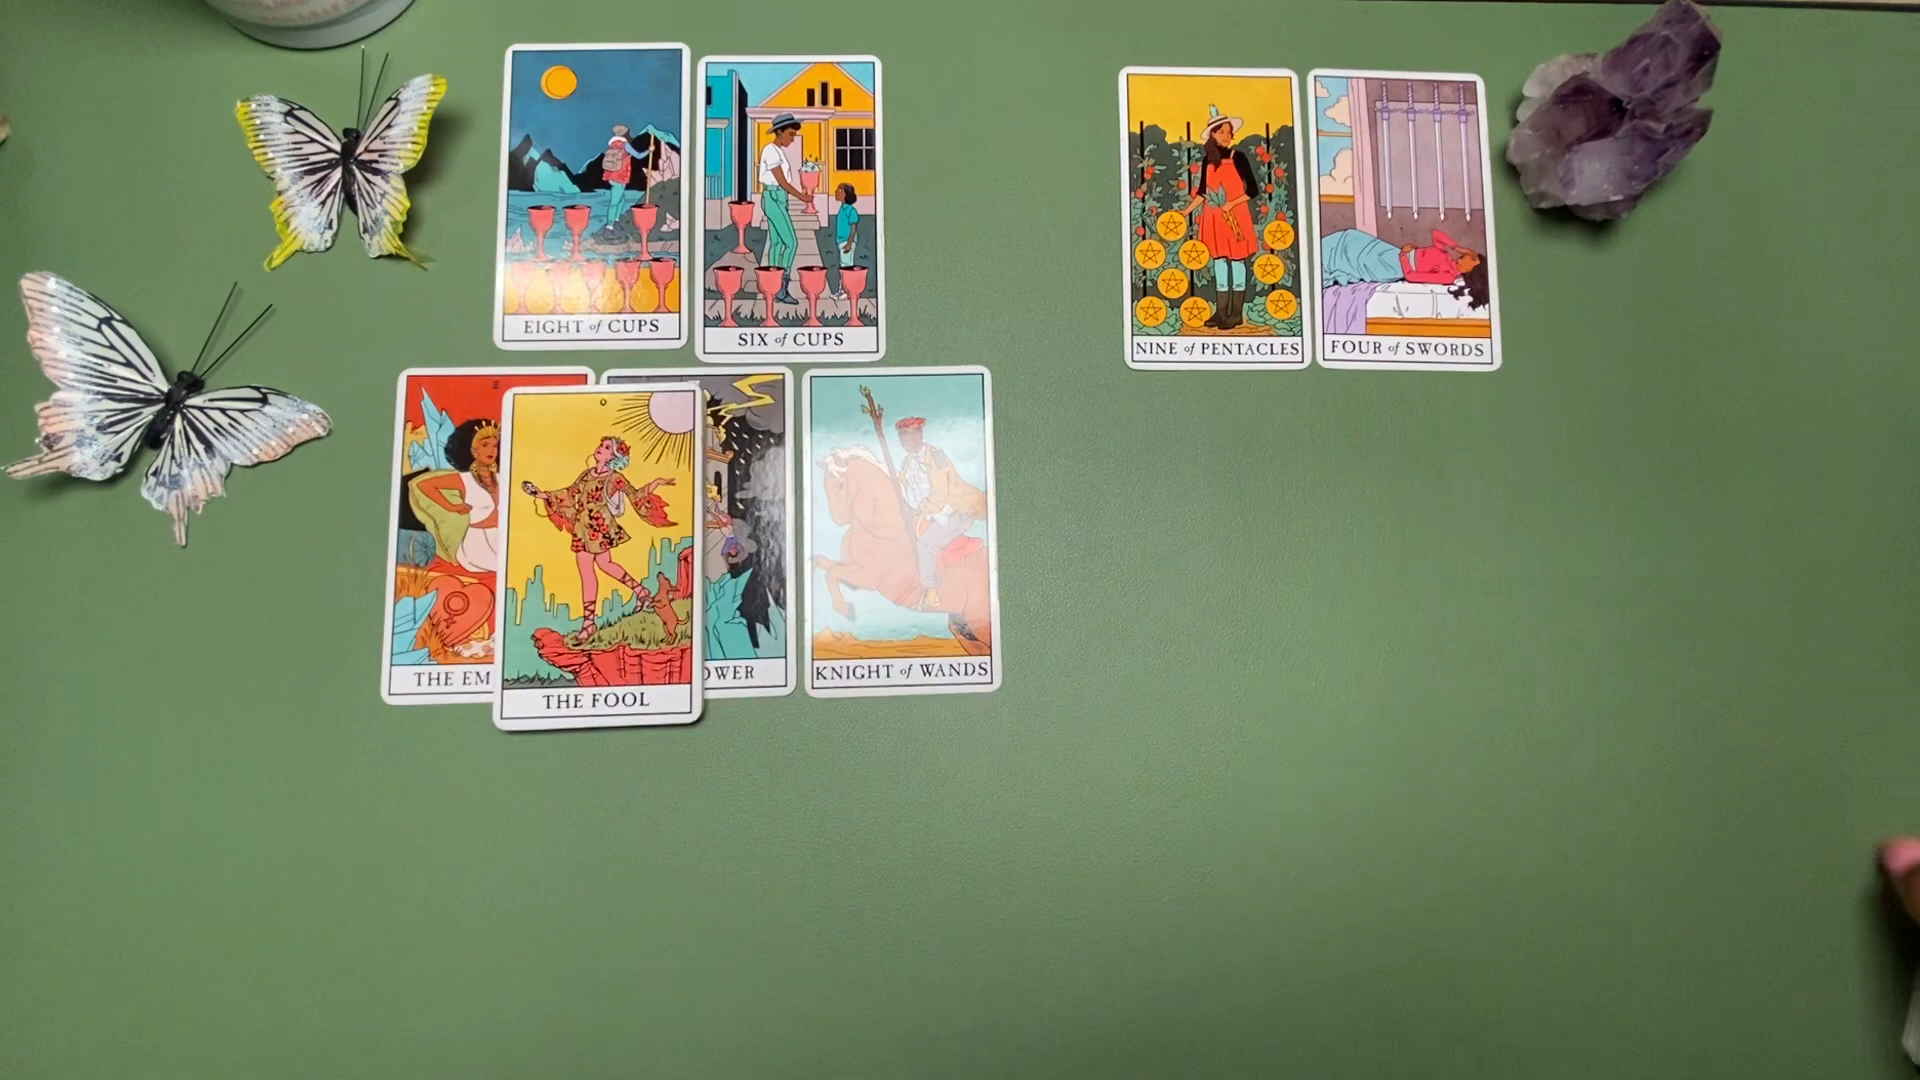 EIGHT of CUPS
SIX of CUPS
NINE of PENTACLES
FOUR of SWORDS
THE EM
0
THE FOOL
OWER
KNIGHT of WANDS